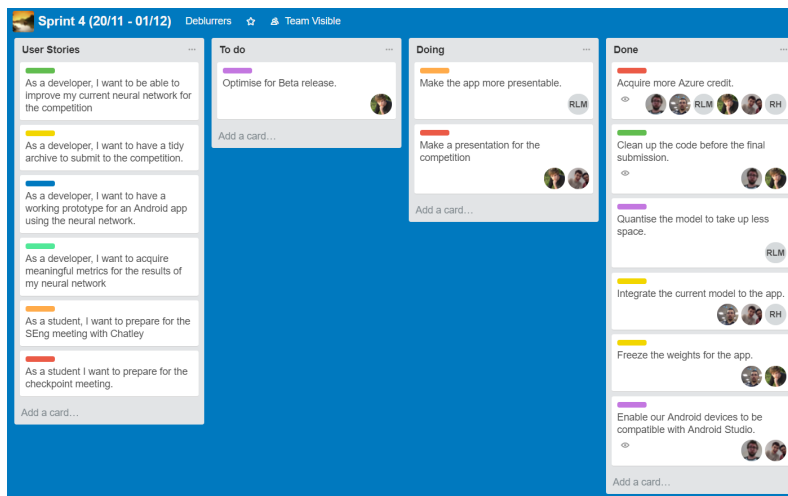 Sprint 4 (20/11 - 01/12) Deblurrers Team Visible
User Stories
As a developer, I want to be able to
improve my current neural network for
the competition
As a developer, I want to have a tidy
archive to submit to the competition.
As a developer, I want to have a
working prototype for an Android app
using the neural network.
As a developer, I want to acquire
meaningful metrics for the results of
my neural network
As a student, I want to prepare for the
SEng meeting with Chatley
As a student I want to prepare for the
checkpoint meeting.
Add a card…
To do
Optimise for Beta release.
Add a card…
Doing
Make the app more presentable.
RLM
Make a presentation for the
competition
Add a card…
Done
Acquire more Azure credit.
RLM RH
Clean up the code before the final
submission.
Quantise the model to take up less
space.
RLM
Integrate the current model to the app.
RH
Freeze the weights for the app.
Enable our Android devices to be
compatible with Android Studio.
Add a card…